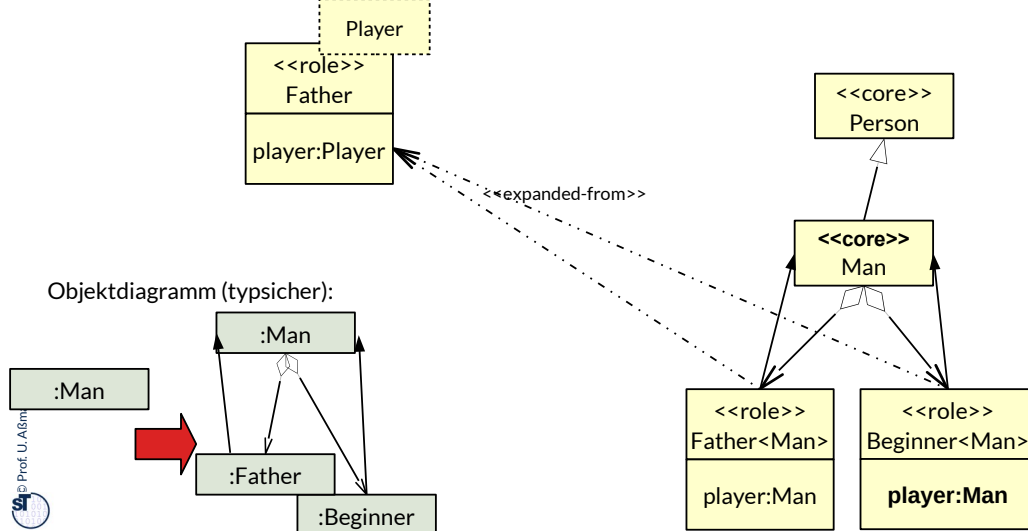 Player
<<role>>
Father
player:Player
<<core>>
Person
<<expanded-from>>
<<core>>
Man
Objektdiagramm (typsicher):
:Man
:Man
:Father
:Beginner
<<role>>
Father<Man>
player:Man
<<role>>
Beginner<Man>
player:Man
© Prof. U. Aßm
ST